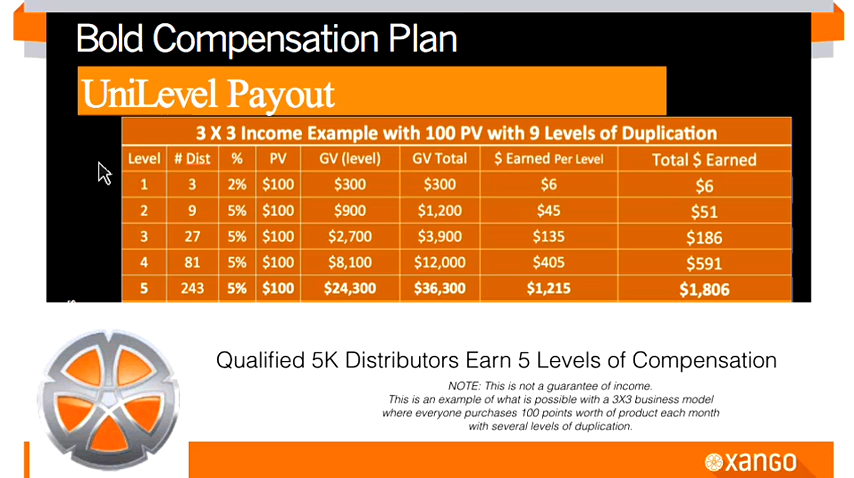 Bold Compensation Plan
UniLevel Payout
3 X 3 Income Example with 100 PV with 9 Levels of Duplication
Level # Dist % PV GV (level) GV Total $ Earned Per Level Total $ Earned
1 3 2% $100 $300 $300 $6 $6
2 9 5% $100 $900 $1,200 $45 $51
3 27 5% $100 $2,700 $3,900 $135 $186
4 81 5% $100 $8,100 $12,000 $405 $591
5 243 5% $100 $24,300 $36,300 $1,215 $1,806
Qualified 5K Distributors Earn 5 Levels of Compensation
NOTE: This is not a guarantee of income.
This is an example of what is possible with a 3X3 business model
where everyone purchases 100 points worth of product each month
with several levels of duplication.
xango